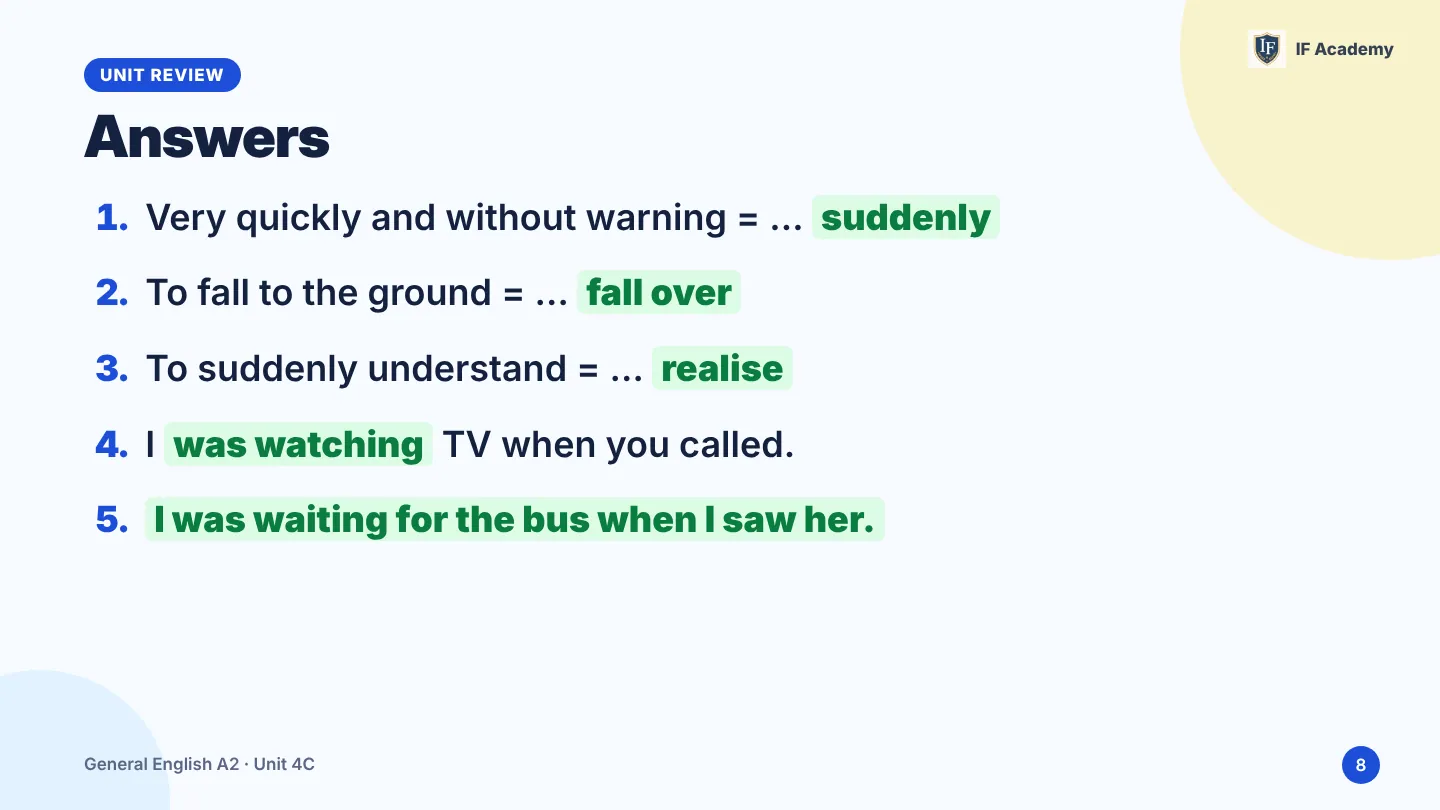 IF
IF Academy
UNIT REVIEW
Answers
1. Very quickly and without warning = ... suddenly
2. To fall to the ground = ... fall over
3. To suddenly understand = ... realise
4. I was watching TV when you called.
5. I was waiting for the bus when I saw her.
General English A2 · Unit 4C
8